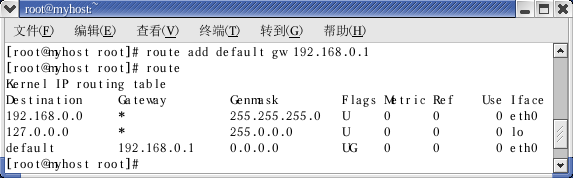 root@myhost:~
文件(F) 编辑(E) 查看(V) 终端(T) 转到(G) 帮助(H)
[root@myhost root]# route add default gw 192.168.0.1
[root@myhost root]# route
Kernel IP routing table
Destination Gateway Genmask Flags Metric Ref Use Iface
192.168.0.0 * 255.255.255.0 U 0 0 0 eth0
127.0.0.0 * 255.0.0.0 U 0 0 0 lo
default 192.168.0.1 0.0.0.0 UG 0 0 0 eth0
[root@myhost root]#